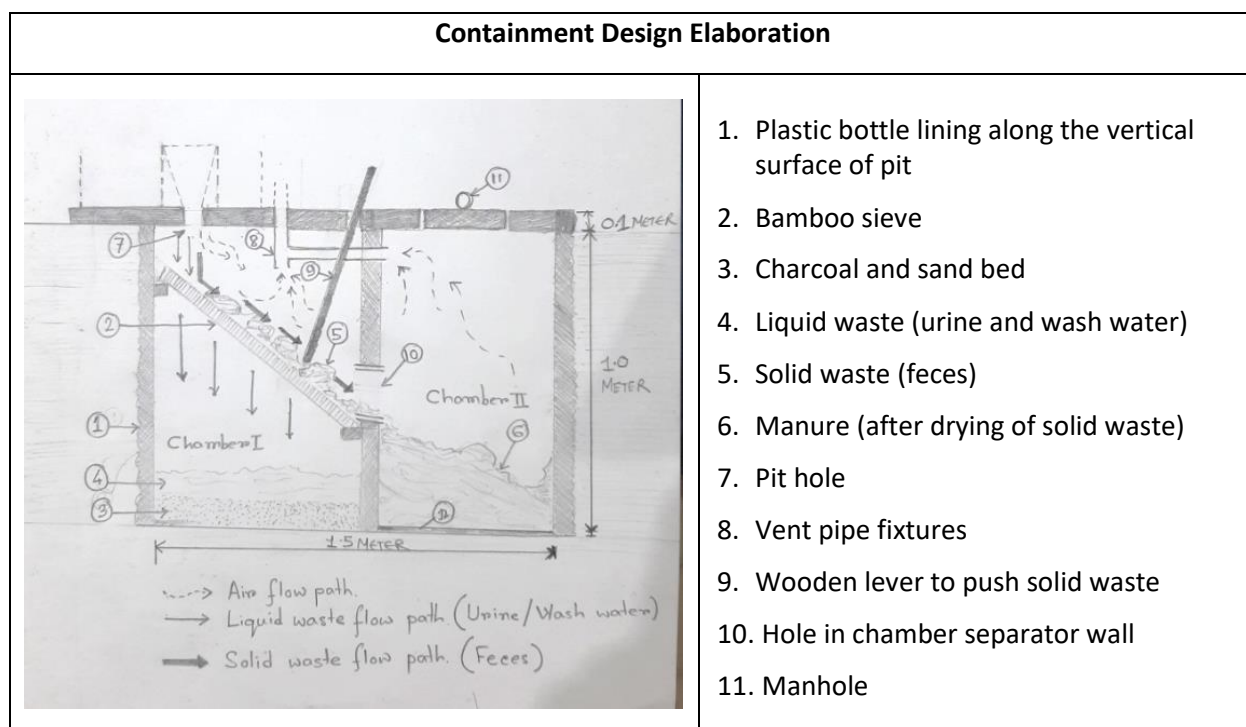 Containment Design Elaboration
7
8
9
11
0.1 METER
2
5
10
1.0
METER
Chamber II
1
Chamber I
6
4
3
12
1.5 METER
Air flow path.
Liquid waste flow path. (Urine/Wash water)
Solid waste flow path. (Feces)
1. Plastic bottle lining along the vertical
surface of pit
2. Bamboo sieve
3. Charcoal and sand bed
4. Liquid waste (urine and wash water)
5. Solid waste (feces)
6. Manure (after drying of solid waste)
7. Pit hole
8. Vent pipe fixtures
9. Wooden lever to push solid waste
10. Hole in chamber separator wall
11. Manhole